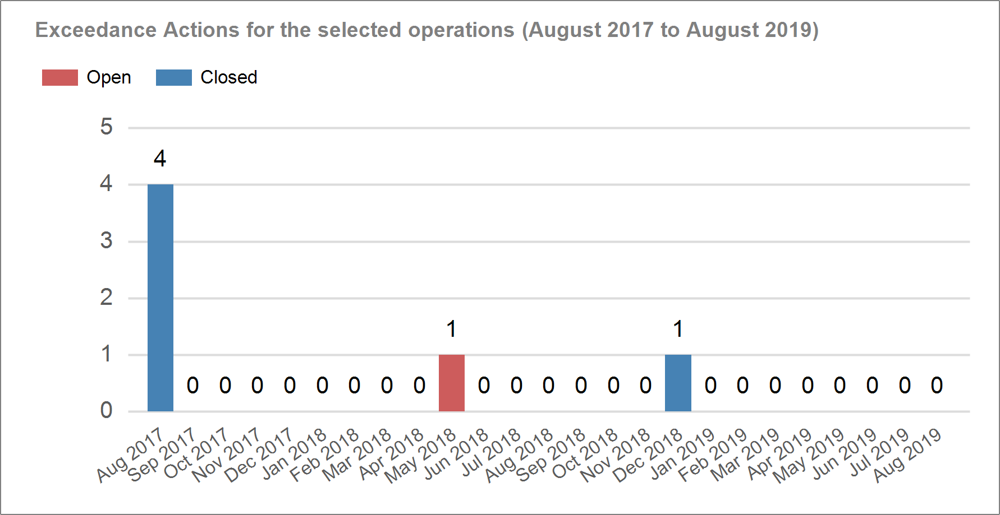 Exceedance Actions for the selected operations (August 2017 to August 2019)
Open Closed
5
4
4
3
2
1 1
1
0 0 0 0 0 0 0 0 0 0 0 0 0 0 0 0 0 0 0 0 0 0
0
Aug 2017
Sep 2017
Oct 2017
Nov 2017
Dec 2017
Jan 2018
Feb 2018
Mar 2018
Apr 2018
May 2018
Jun 2018
Jul 2018
Aug 2018
Sep 2018
Oct 2018
Nov 2018
Dec 2018
Jan 2019
Feb 2019
Mar 2019
Apr 2019
May 2019
Jun 2019
Jul 2019
Aug 2019